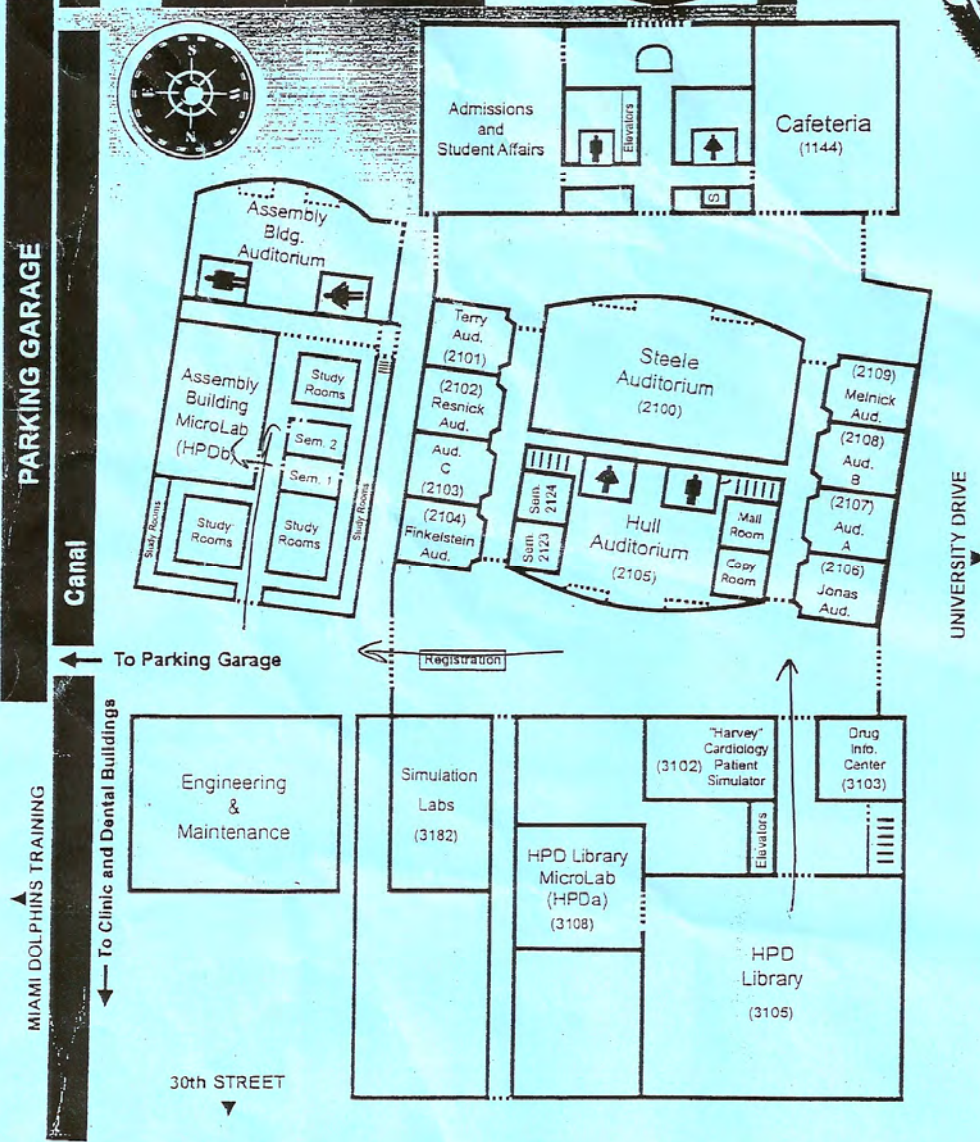 S
E
W
N
Admissions
and
Student Affairs
Elevators
S
Cafeteria
(1144)
PARKING GARAGE
Canal
Assembly
Bldg.
Auditorium
Assembly
Building
MicroLab
(HPDb)
Study
Rooms
Sem. 2
Sem. 1
Study
Rooms
Study
Rooms
Study Rooms
Study Rooms
Terry
Aud.
(2101)
(2102)
Resnick
Aud.
Aud.
C
(2103)
(2104)
Finkelstein
Aud.
Steele
Auditorium
(2100)
Sem.
2124
Sem.
2123
Hull
Auditorium
(2105)
Mail
Room
Copy
Room
(2109)
Melnick
Aud.
(2108)
Aud.
B
(2107)
Aud.
A
(2106)
Jonas
Aud.
UNIVERSITY DRIVE
To Parking Garage
Registration
MIAMI DOLPHINS TRAINING
To Clinic and Dental Buildings
Engineering
&
Maintenance
Simulation
Labs
(3182)
"Harvey"
Cardiology
(3102) Patient
Simulator
Drug
Info.
Center
(3103)
Elevators
HPD Library
MicroLab
(HPDa)
(3108)
HPD
Library
(3105)
30th STREET